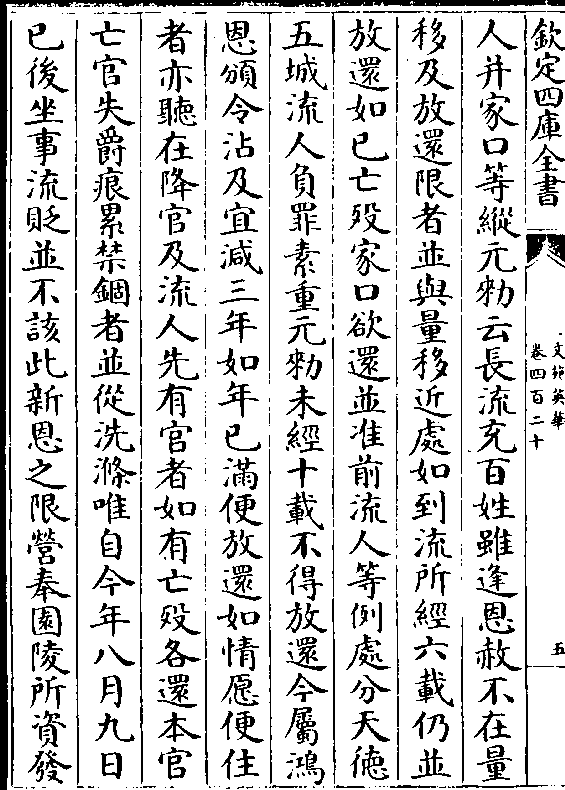 欽定四庫全書
文苑英華
卷四百二十
五
人并家口等縱元勑云長流充百姓雖逢恩赦不在量
移及放還限者並與量移近處如到流所經六載仍並
放還如已亡殁家口欲還並准前流人等例處分天徳
五城流人負罪素重元勑未經十載不得放還今屬鴻
恩頒令沾及宜減三年如年已滿便放還如情愿便住
者亦聽在降官及流人先有官者如有亡殁各還本官
亡官失爵痕累禁錮者並從洗滌唯自今年八月九日
已後坐事流貶並不該此新恩之限營奉園陵所資發